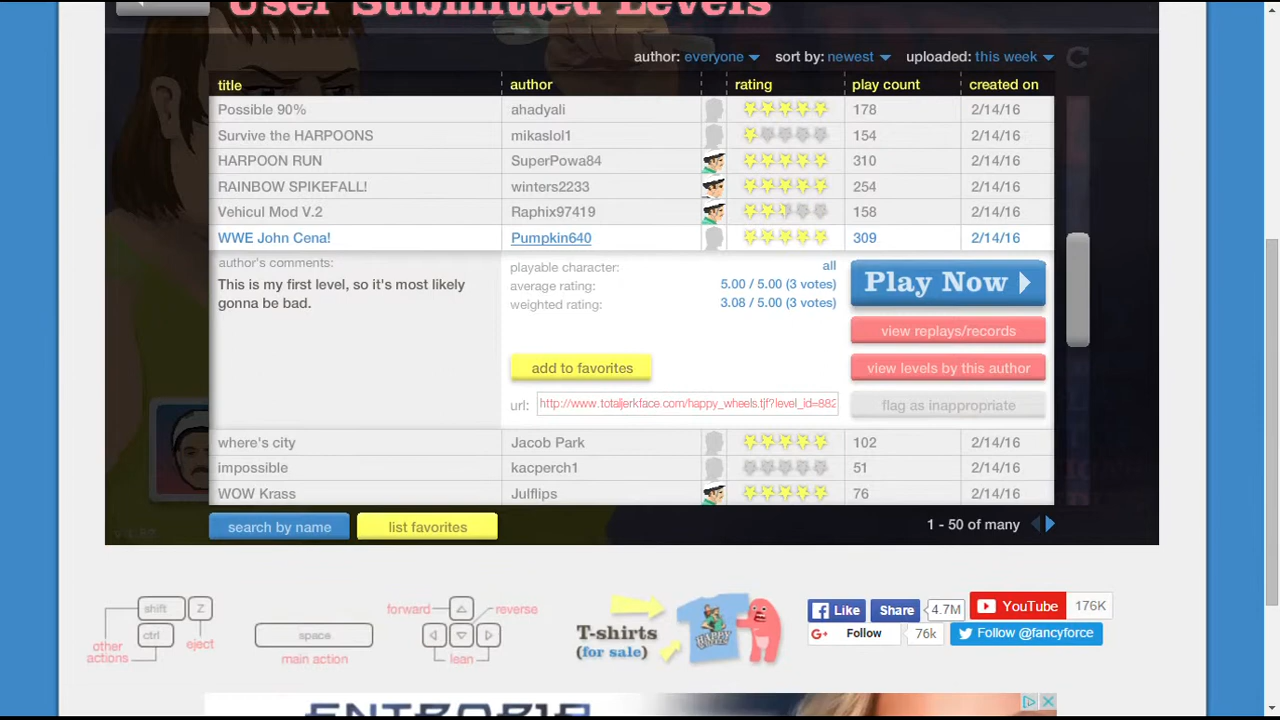 User Submitted Levels
author: everyone sort by: newest uploaded: this week
title author rating play count created on
Possible 90% ahadyali 178 2/14/16
Survive the HARPOONS mikaslol1 154 2/14/16
HARPOON RUN SuperPowa84 310 2/14/16
RAINBOW SPIKEFALL! winters2233 254 2/14/16
Vehicul Mod V.2 Raphix97419 158 2/14/16
WWE John Cena! Pumpkin640 309 2/14/16
author's comments:
This is my first level, so it's most likely
gonna be bad.
playable character: all
average rating: 5.00 / 5.00 (3 votes)
weighted rating: 3.08 / 5.00 (3 votes)
add to favorites
url: http://www.totaljerkface.com/happy_wheels.tjf?level_id=882
Play Now
view replays/records
view levels by this author
flag as inappropriate
where's city Jacob Park 102 2/14/16
impossible kacperch1 51 2/14/16
WOW Krass Julflips 76 2/14/16
search by name list favorites 1 - 50 of many
shift Z
ctrl
eject
other
actions
space
main action
forward reverse
lean
T-shirts
(for sale)
HAPPY
Like Share 4.7M YouTube 176K
Follow 76k Follow @fancyforce
ENTROPIA